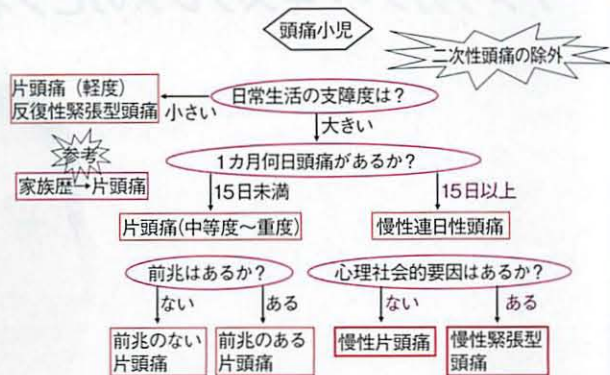 頭痛小児
二次性頭痛の除外
日常生活の支障度は?
片頭痛(軽度)
反復性緊張型頭痛
小さい
大きい
参考
家族歴→片頭痛
1カ月何日頭痛があるか?
15日未満
15日以上
片頭痛(中等度~重度)
慢性連日性頭痛
前兆はあるか?
心理社会的要因はあるか?
ない
ある
ない
ある
前兆のない
片頭痛
前兆のある
片頭痛
慢性片頭痛
慢性緊張型
頭痛